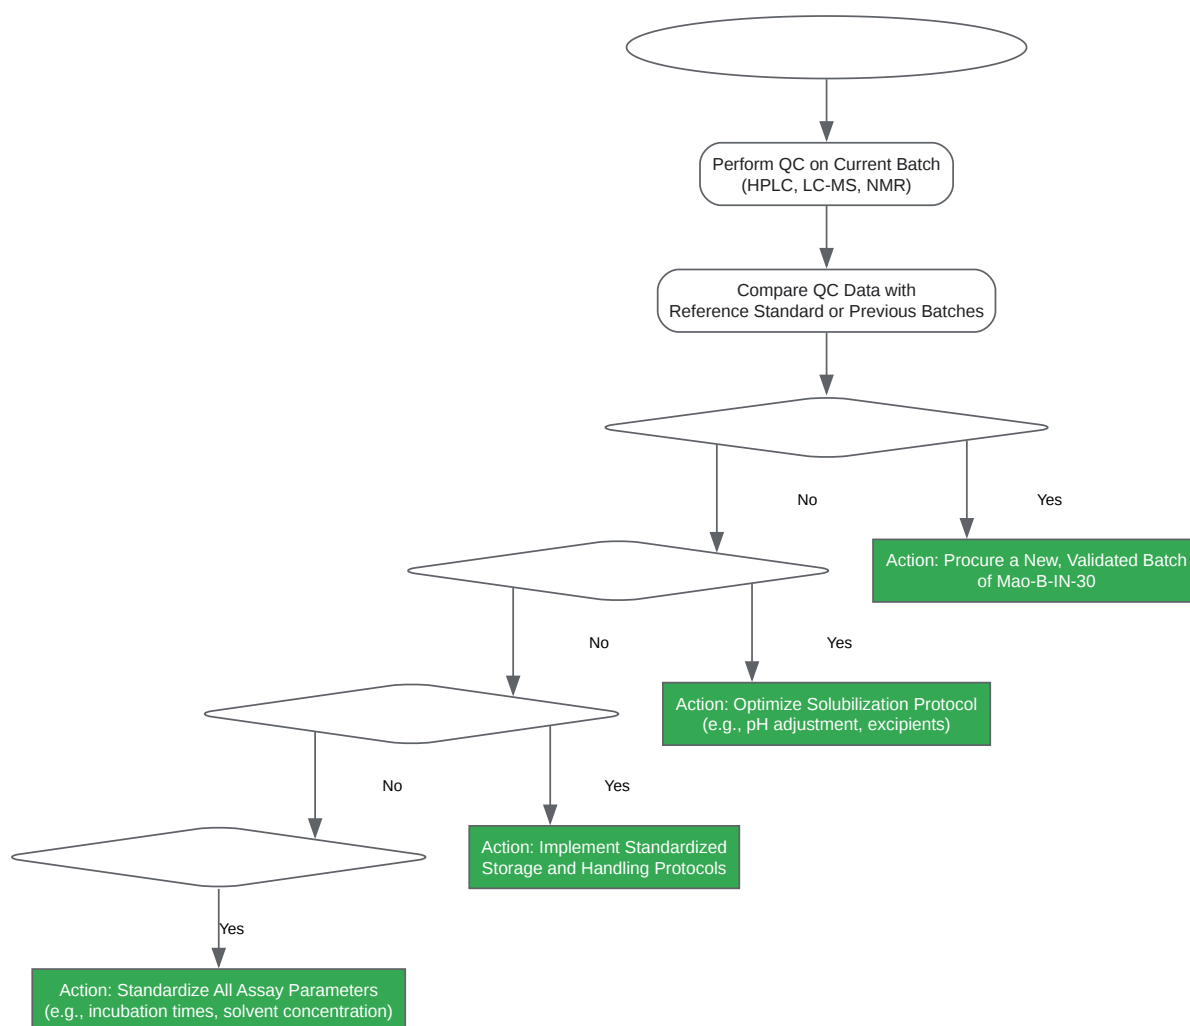 Perform QC on Current Batch
(HPLC, LC-MS, NMR)
Compare QC Data with
Reference Standard or Previous Batches
No
Yes
Action: Procure a New, Validated Batch
of Mao-B-IN-30
No
Yes
Action: Optimize Solubilization Protocol
(e.g., pH adjustment, excipients)
No
Yes
Action: Implement Standardized
Storage and Handling Protocols
Yes
Action: Standardize All Assay Parameters
(e.g., incubation times, solvent concentration)